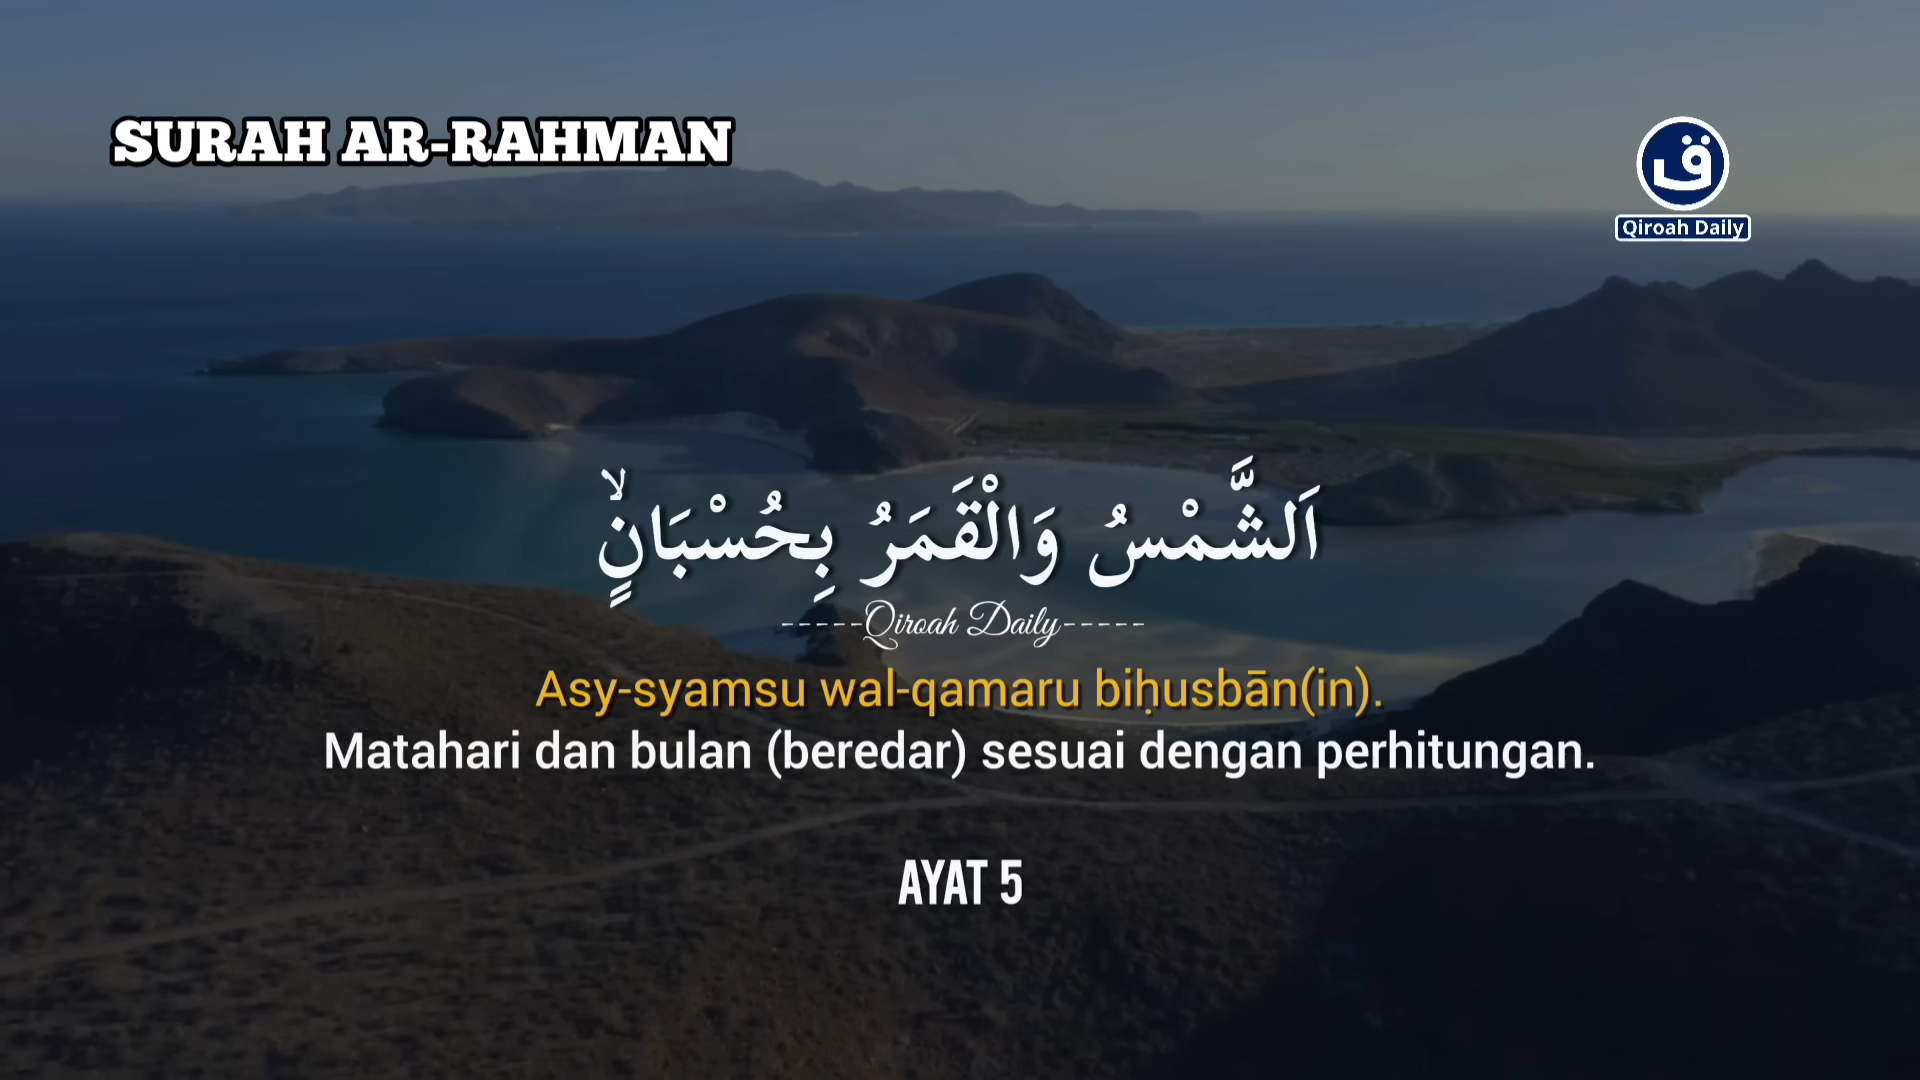 SURAH AR-RAHMAN
ق
Qiroah Daily
اَلشَّمْسُ وَالْقَمَرُ بِحُسْبَانٍۙ
-----Qiroah Daily-----
Asy-syamsu wal-qamaru biḥusbān(in).
Matahari dan bulan (beredar) sesuai dengan perhitungan.
AYAT 5